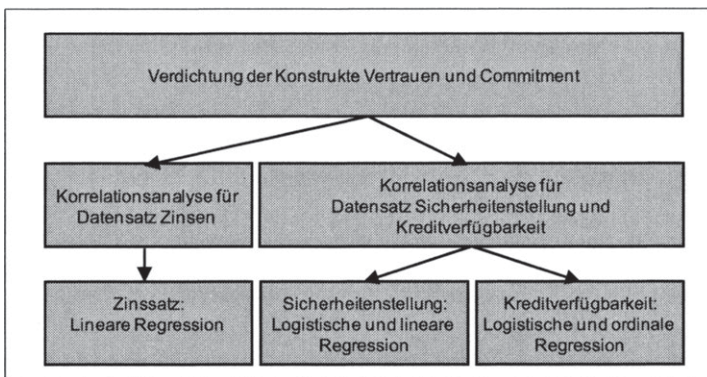 Verdichtung der Konstrukte Vertrauen und Commitment
Korrelationsanalyse für
Datensatz Zinsen
Korrelationsanalyse für
Datensatz Sicherheitenstellung und
Kreditverfügbarkeit
Zinssatz:
Lineare Regression
Sicherheitenstellung:
Logistische und lineare
Regression
Kreditverfügbarkeit:
Logistische und ordinale
Regression